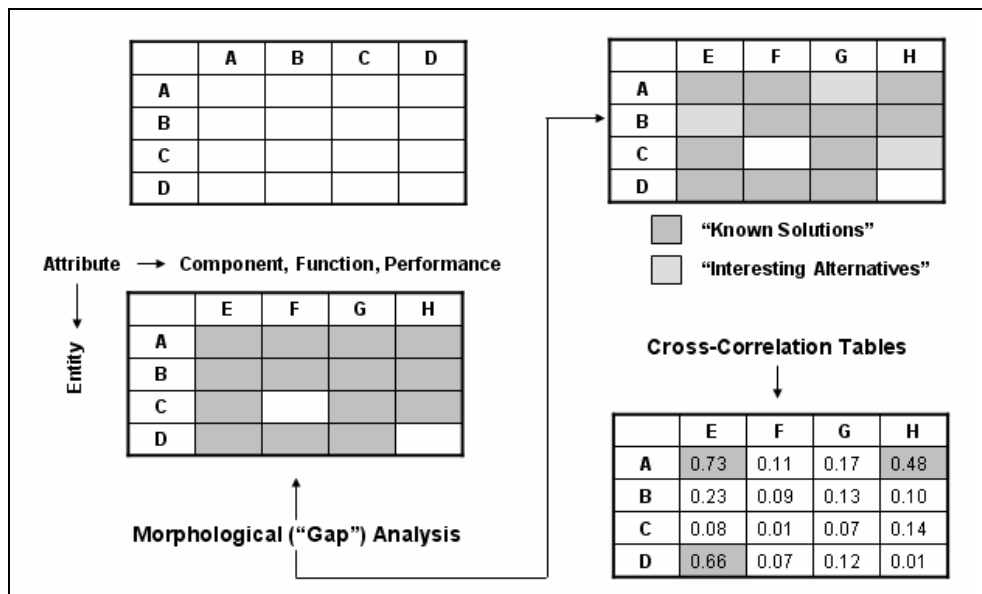 A B C D
A
B
C
D
Attribute → Component, Function, Performance
Entity
E F G H
A
B
C
D
Morphological (“Gap”) Analysis
E F G H
A
B
C
D
“Known Solutions”
“Interesting Alternatives”
Cross-Correlation Tables
E F G H
A 0.73 0.11 0.17 0.48
B 0.23 0.09 0.13 0.10
C 0.08 0.01 0.07 0.14
D 0.66 0.07 0.12 0.01